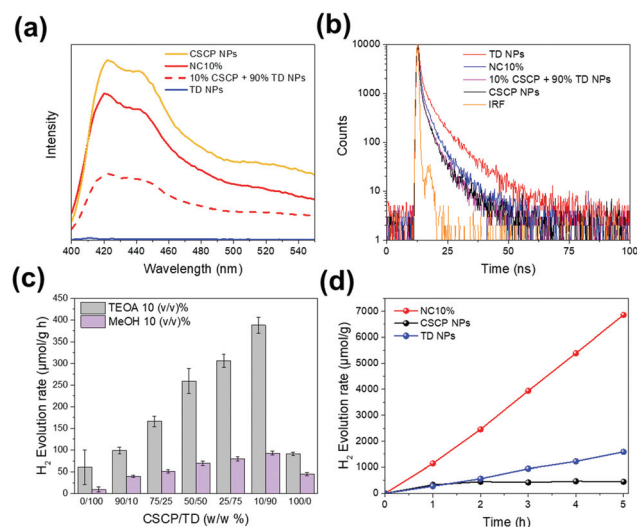 (a)
CSCP NPs
NC10%
10% CSCP + 90% TD NPs
TD NPs
Intensity
400 420 440 460 480 500 520 540
Wavelength (nm)
(b)
TD NPs
NC10%
10% CSCP + 90% TD NPs
CSCP NPs
IRF
Counts
10000
1000
100
10
1
0 25 50 75 100
Time (ns)
(c)
TEOA 10 (v/v)%
MeOH 10 (v/v)%
H2 Evolution rate (μmol/g h)
450
400
350
300
250
200
150
100
50
0
0/100 90/10 75/25 50/50 25/75 10/90 100/0
CSCP/TD (w/w %)
(d)
NC10%
CSCP NPs
TD NPs
H2 Evolution rate (μmol/g)
7000
6000
5000
4000
3000
2000
1000
0
0 1 2 3 4 5
Time (h)